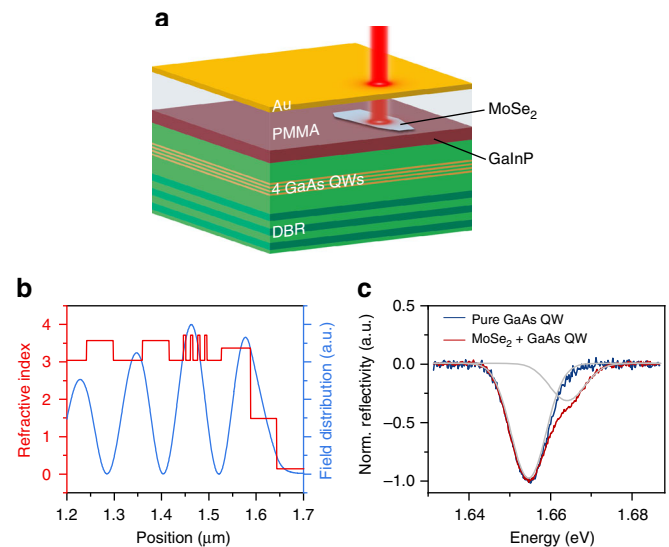 a
Au
PMMA
MoSe₂
GaInP
4 GaAs QWs
DBR
b
Refractive index
4
3
2
1
0
1.2 1.3 1.4 1.5 1.6 1.7
Position (μm)
Field distribution (a.u.)
c
Norm. reflectivity (a.u.)
0.5
0.0
−0.5
−1.0
Pure GaAs QW
MoSe₂ + GaAs QW
1.64 1.66 1.68
Energy (eV)